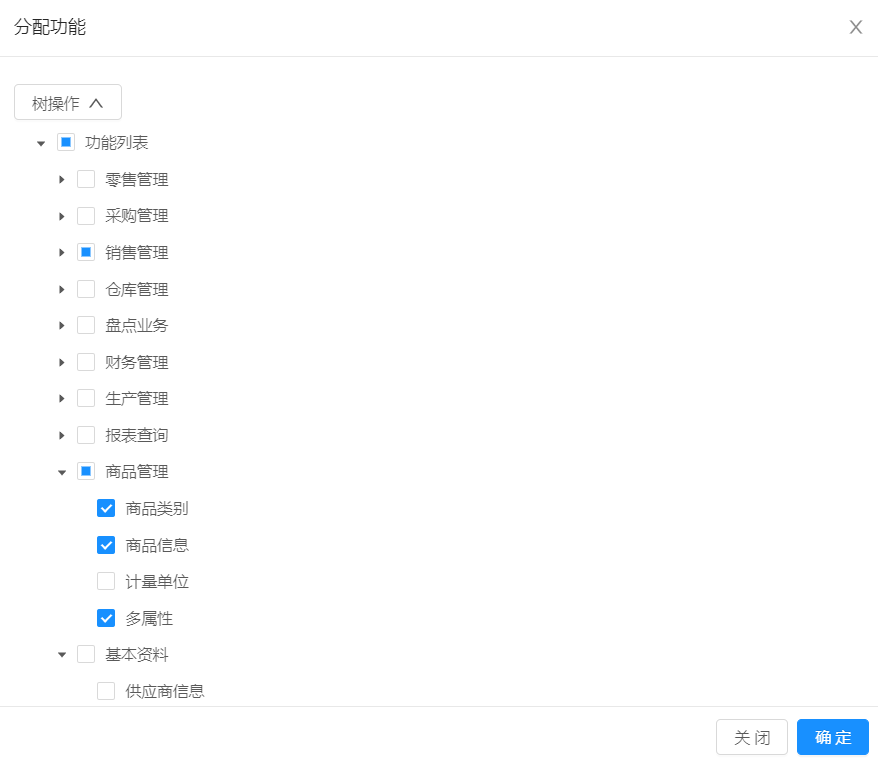 分配功能
树操作
功能列表
零售管理
采购管理
销售管理
仓库管理
盘点业务
财务管理
生产管理
报表查询
商品管理
商品类别
商品信息
计量单位
多属性
基本资料
供应商信息
关闭 确定